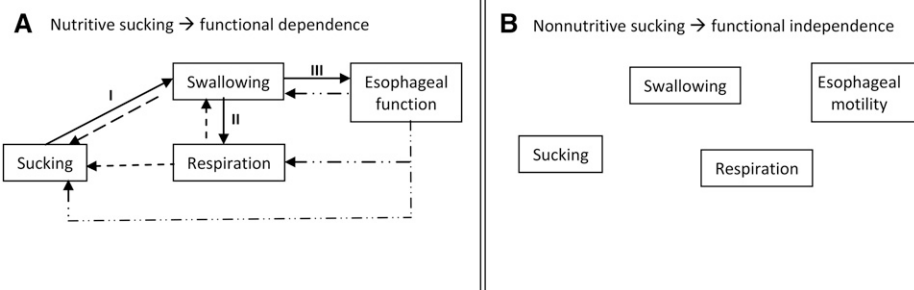 A Nutritive sucking → functional dependence
I
Swallowing
III
Esophageal
function
II
Sucking
Respiration
B Nonnutritive sucking → functional independence
Swallowing
Esophageal
motility
Sucking
Respiration